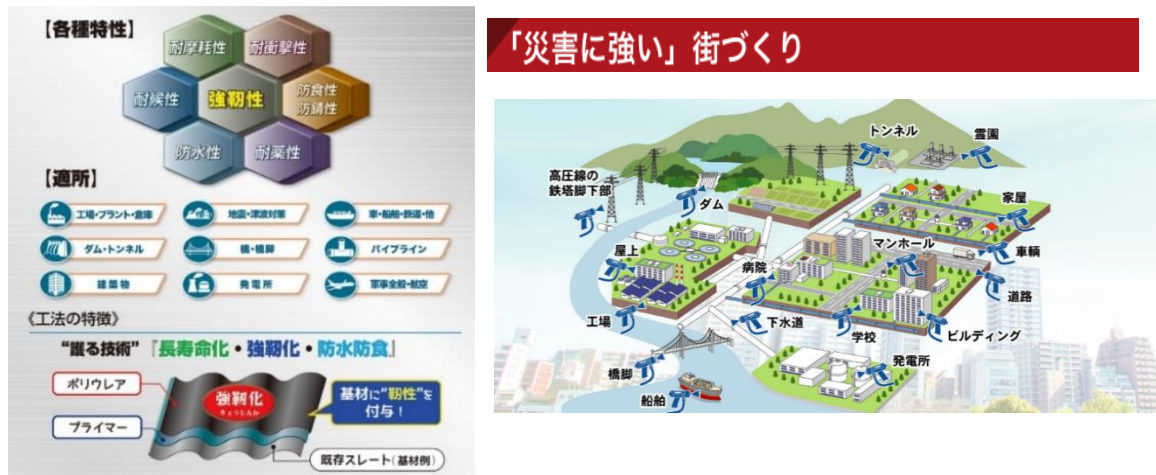 【各種特性】
耐摩耗性
耐衝撃性
耐候性
強靭性
防食性
防錆性
防水性
耐薬性
【適所】
工場・プラント・倉庫
地震・津波対策
車・船舶・鉄道・他
ダム・トンネル
橋・橋脚
パイプライン
建築物
発電所
軍事全般・航空
《工法の特徴》
“護る技術”『長寿命化・強靭化・防水防食』
ポリウレア
プライマー
強靭化
きょうじんか
基材に“靭性”を
付与！
既存スレート（基材例）
「災害に強い」街づくり
トンネル
霊園
高圧線の
鉄塔脚下部
ダム
家屋
屋上
マンホール
車輌
病院
道路
工場
下水道
学校
ビルディング
橋脚
発電所
船舶